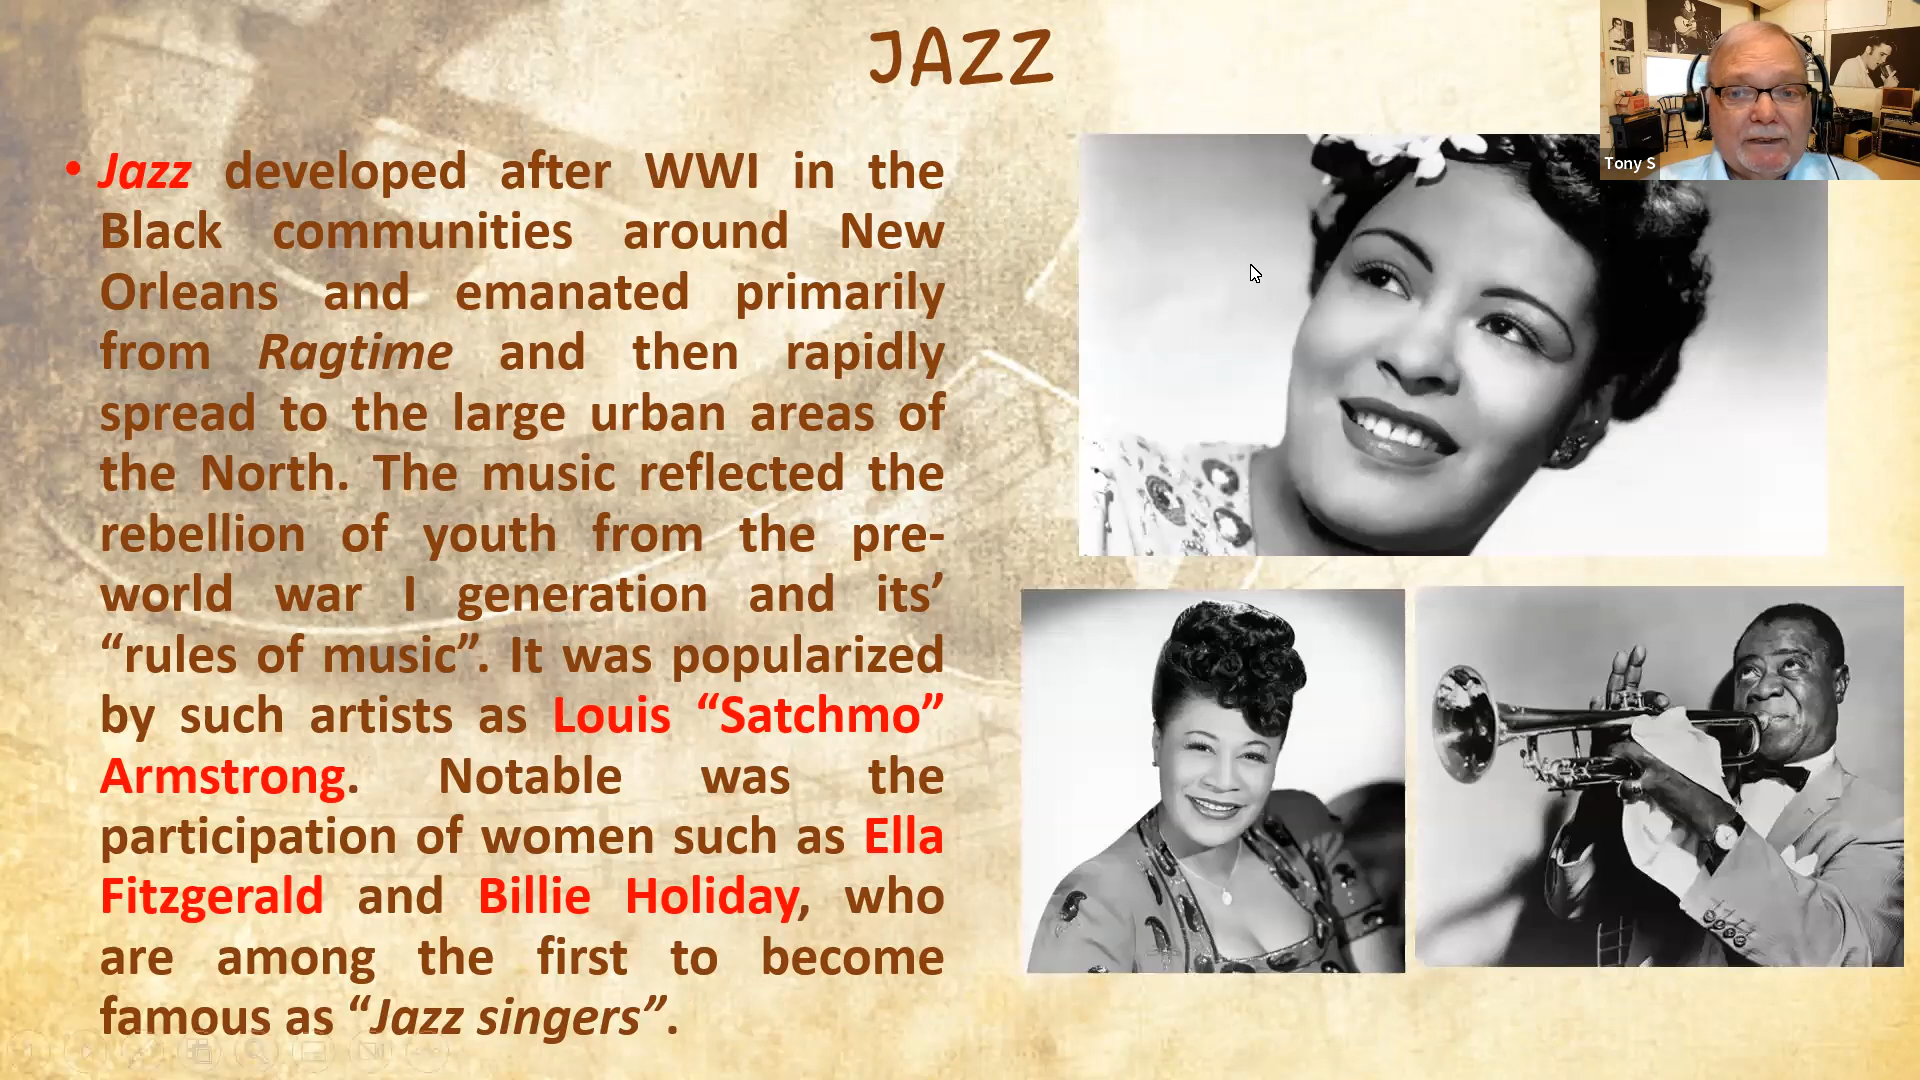 JAZZ
Tony S
• Jazz developed after WWI in the
Black communities around New
Orleans and emanated primarily
from Ragtime and then rapidly
spread to the large urban areas of
the North. The music reflected the
rebellion of youth from the pre-
world war I generation and its’
“rules of music”. It was popularized
by such artists as Louis “Satchmo”
Armstrong. Notable was the
participation of women such as Ella
Fitzgerald and Billie Holiday, who
are among the first to become
famous as “Jazz singers”.